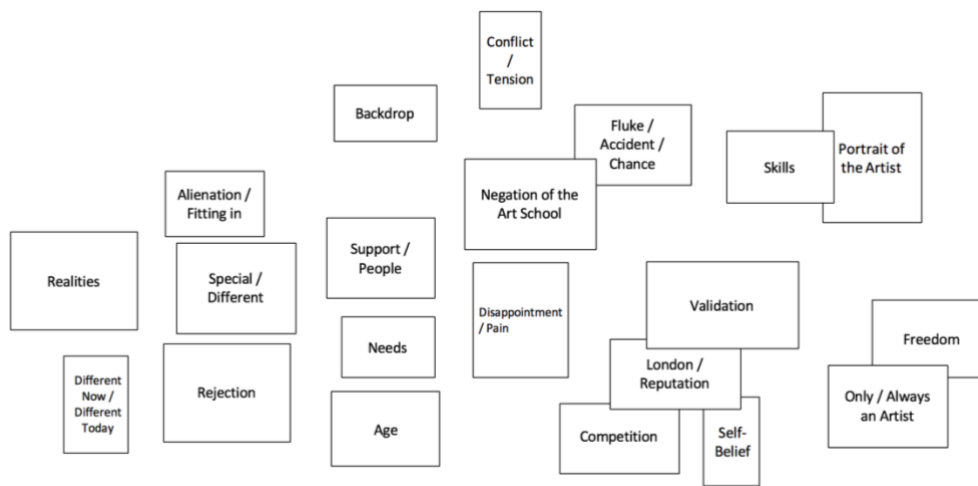 Conflict
/
Tension
Backdrop
Fluke /
Accident /
Chance
Portrait of
the Artist
Skills
Alienation /
Fitting in
Negation of the
Art School
Realities
Special /
Different
Support /
People
Disappointment
/ Pain
Validation
Needs
Freedom
Different
Now /
Different
Today
Rejection
London /
Reputation
Only / Always
an Artist
Age
Competition
Self-
Belief